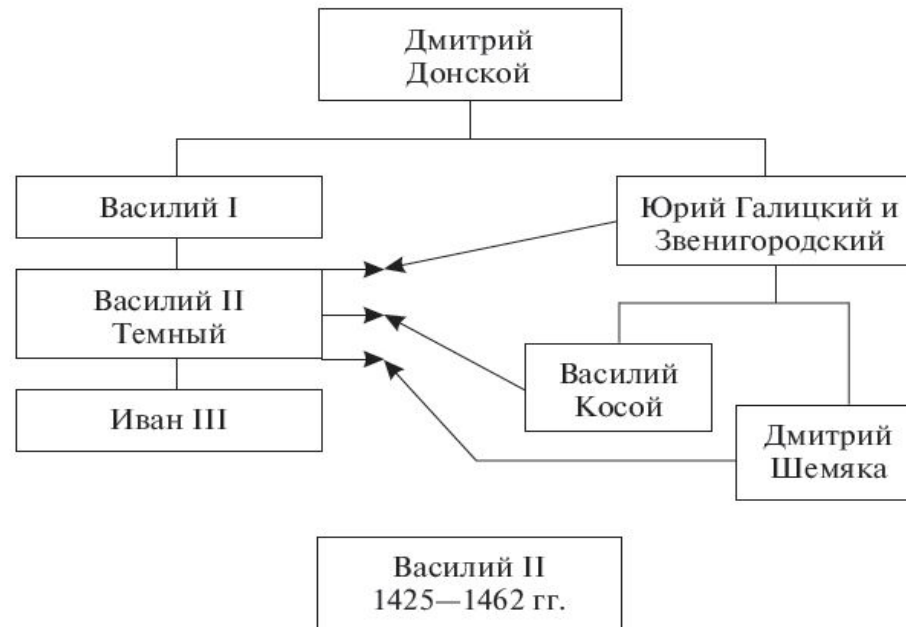 Дмитрий
Донской
Василий I
Юрий Галицкий и
Звенигородский
Василий II
Темный
Василий
Косой
Иван III
Дмитрий
Шемяка
Василий II
1425—1462 гг.